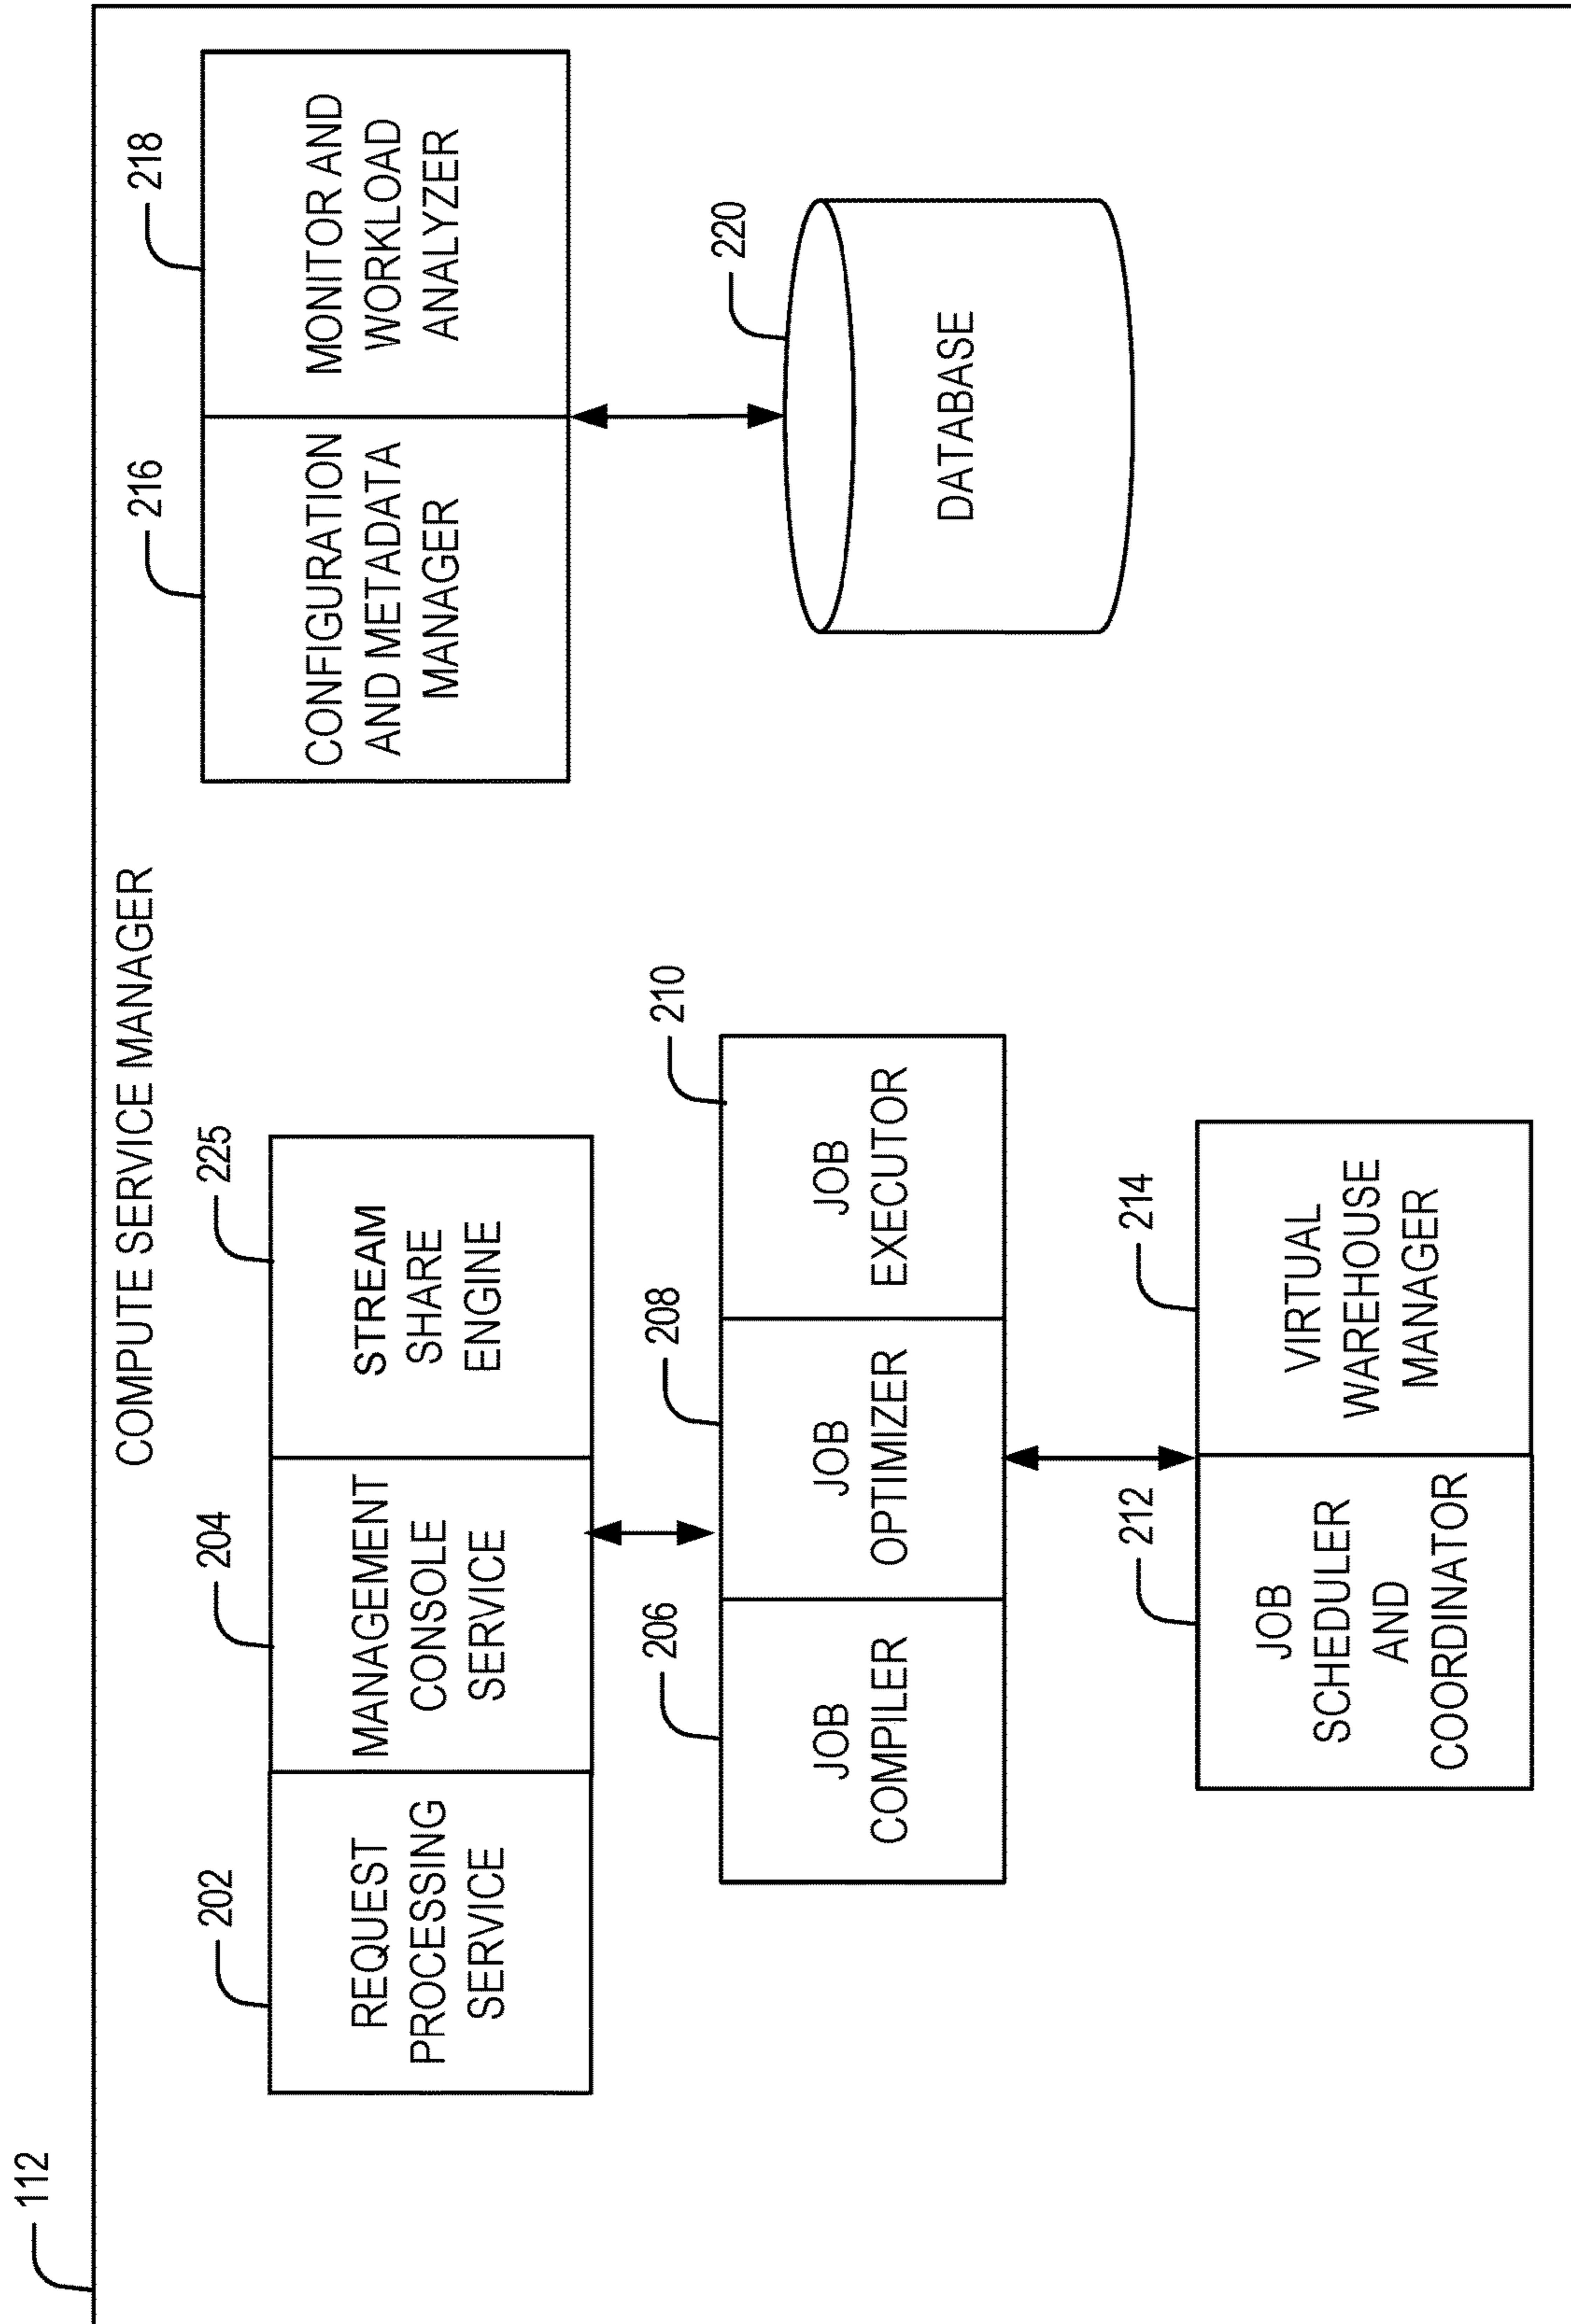 112
COMPUTE SERVICE MANAGER
202
REQUEST
PROCESSING
SERVICE
204
MANAGEMENT
CONSOLE
SERVICE
225
STREAM
SHARE
ENGINE
206
JOB
COMPILER
208
JOB
OPTIMIZER
210
JOB
EXECUTOR
212
JOB
SCHEDULER
AND
COORDINATOR
214
VIRTUAL
WAREHOUSE
MANAGER
216
CONFIGURATION
AND METADATA
MANAGER
218
MONITOR AND
WORKLOAD
ANALYZER
220
DATABASE